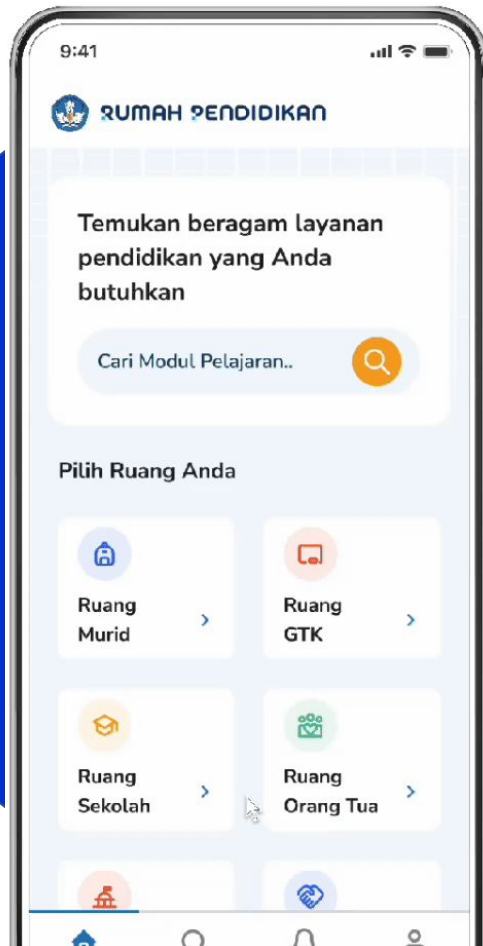 9:41
RUMAH PENDIDIKAN
Temukan beragam layanan
pendidikan yang Anda
butuhkan
Cari Modul Pelajaran..
Pilih Ruang Anda
Ruang
Murid
Ruang
GTK
Ruang
Sekolah
Ruang
Orang Tua